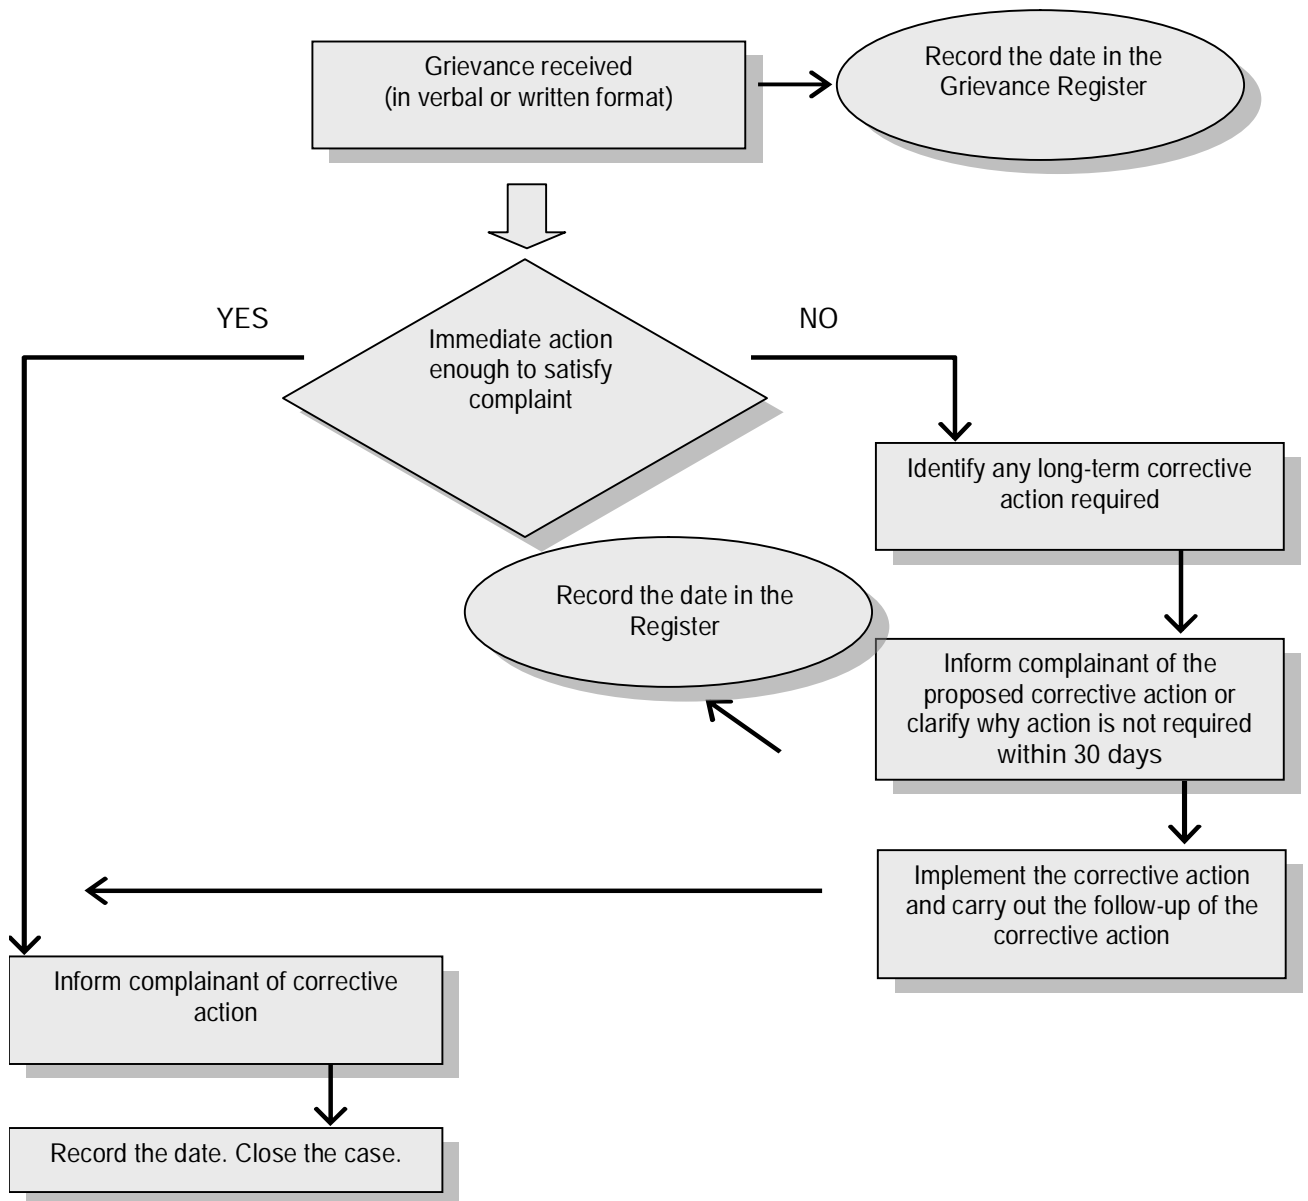 Grievance received
(in verbal or written format)
Record the date in the
Grievance Register
YES
NO
Immediate action
enough to satisfy
complaint
Identify any long-term corrective
action required
Record the date in the
Register
Inform complainant of the
proposed corrective action or
clarify why action is not required
within 30 days
Implement the corrective action
and carry out the follow-up of the
corrective action
Inform complainant of corrective
action
Record the date. Close the case.